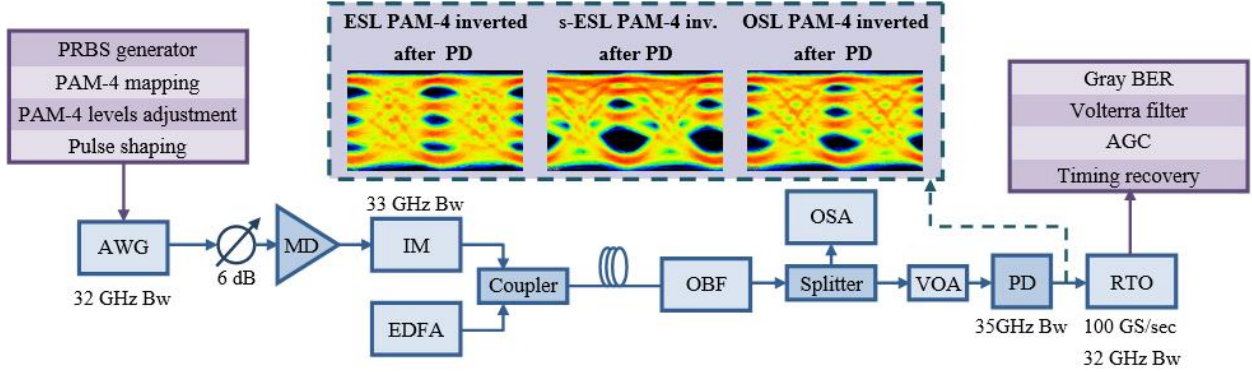 ESL PAM-4 inverted
after PD
s-ESL PAM-4 inv.
after PD
OSL PAM-4 inverted
after PD
PRBS generator
PAM-4 mapping
PAM-4 levels adjustment
Pulse shaping
Gray BER
Volterra filter
AGC
Timing recovery
AWG
32 GHz Bw
6 dB
MD
33 GHz Bw
IM
EDFA
Coupler
OBF
OSA
Splitter
VOA
PD
35GHz Bw
RTO
100 GS/sec
32 GHz Bw